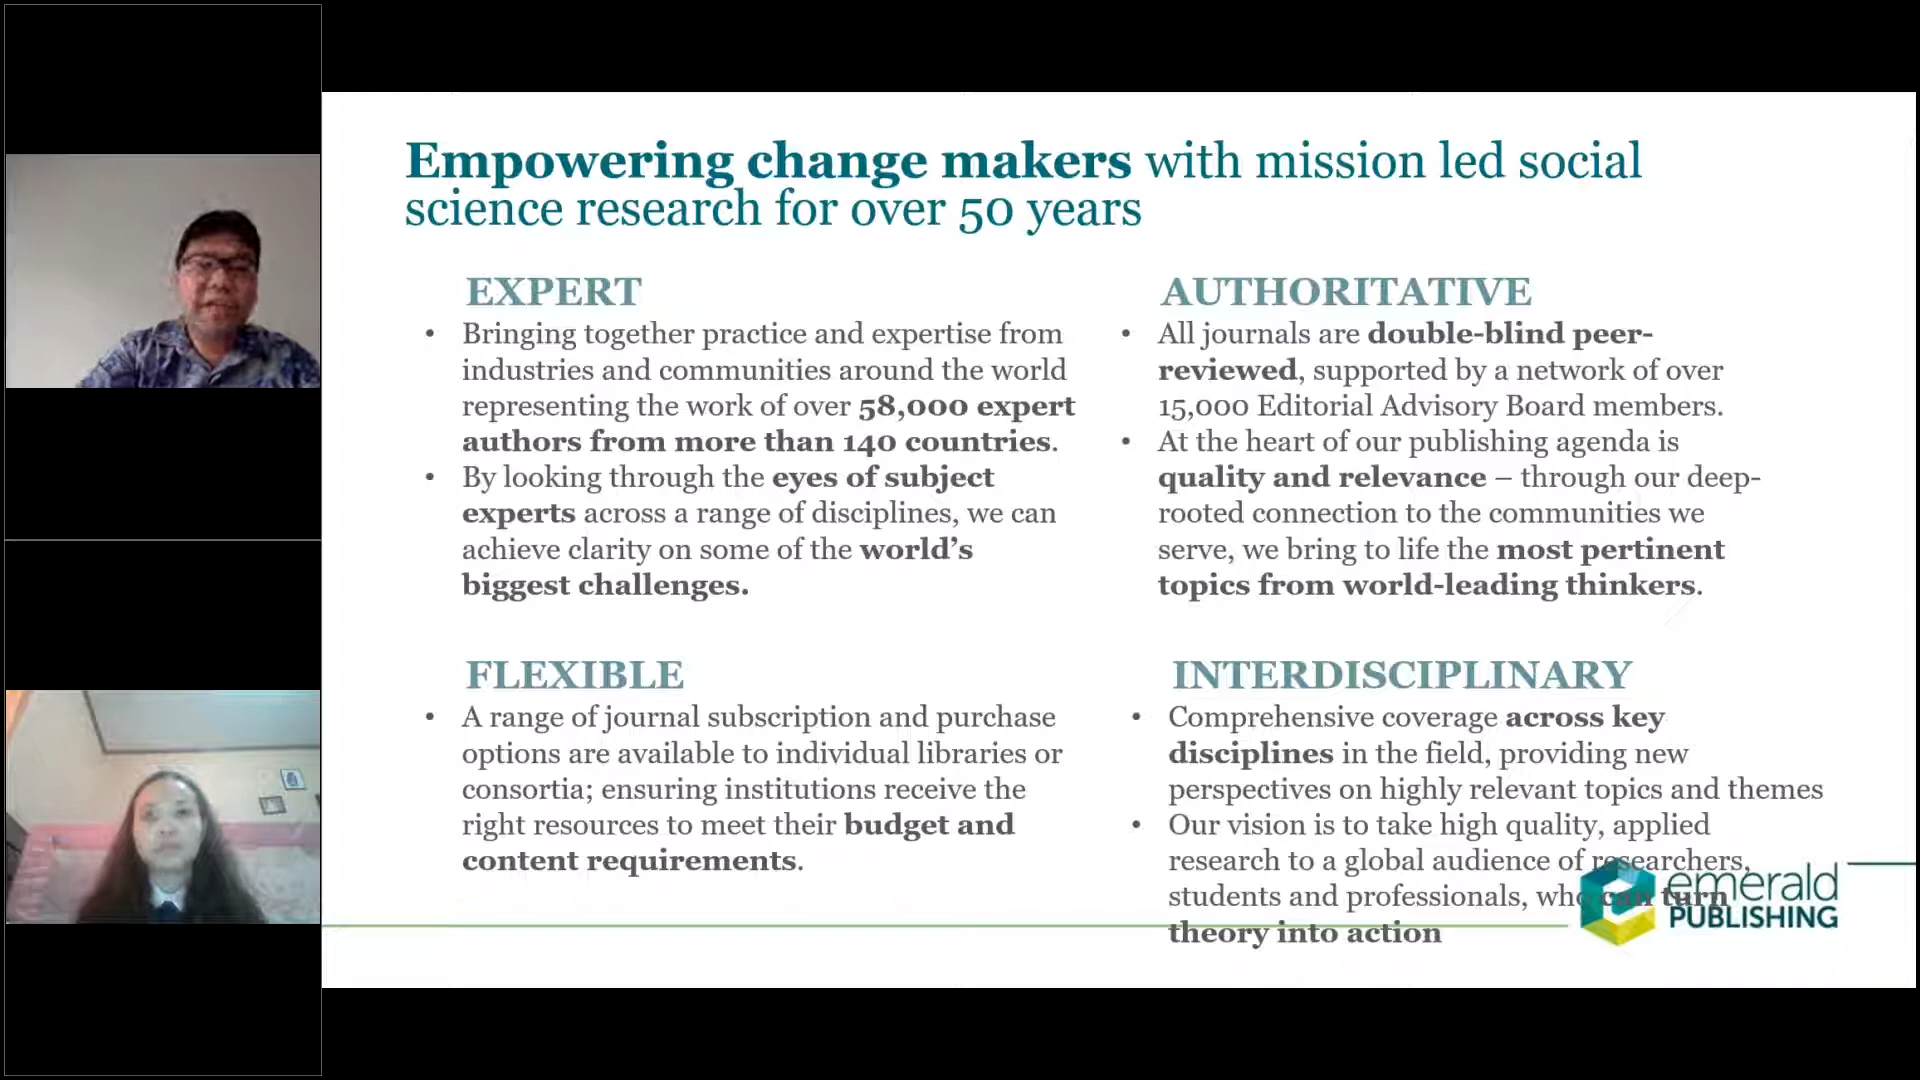 Empowering change makers with mission led social
science research for over 50 years
EXPERT
• Bringing together practice and expertise from
industries and communities around the world
representing the work of over 58,000 expert
authors from more than 140 countries.
• By looking through the eyes of subject
experts across a range of disciplines, we can
achieve clarity on some of the world’s
biggest challenges.
AUTHORITATIVE
• All journals are double-blind peer-
reviewed, supported by a network of over
15,000 Editorial Advisory Board members.
• At the heart of our publishing agenda is
quality and relevance – through our deep-
rooted connection to the communities we
serve, we bring to life the most pertinent
topics from world-leading thinkers.
FLEXIBLE
• A range of journal subscription and purchase
options are available to individual libraries or
consortia; ensuring institutions receive the
right resources to meet their budget and
content requirements.
INTERDISCIPLINARY
• Comprehensive coverage across key
disciplines in the field, providing new
perspectives on highly relevant topics and themes
• Our vision is to take high quality, applied
research to a global audience of researchers,
students and professionals, who can turn
theory into action
emerald
PUBLISHING